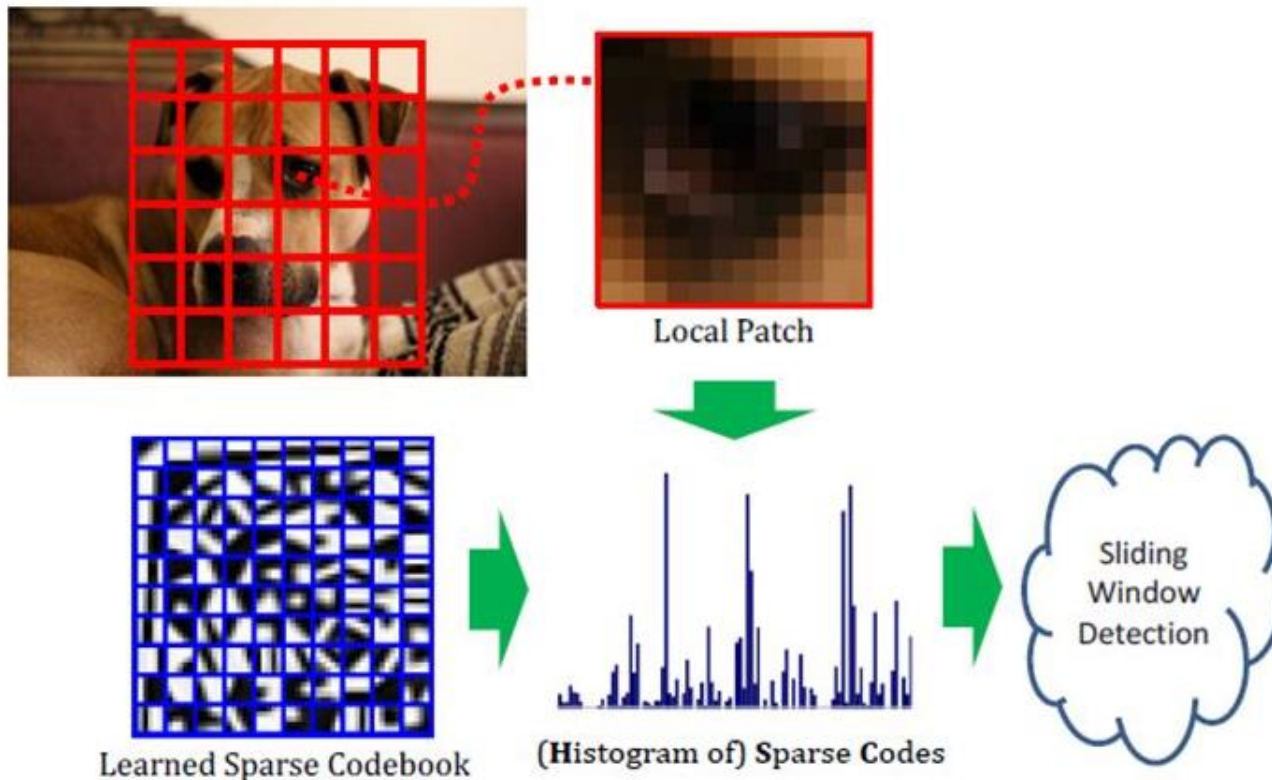 Local Patch
Sliding
Window
Detection
Learned Sparse Codebook
(Histogram of) Sparse Codes